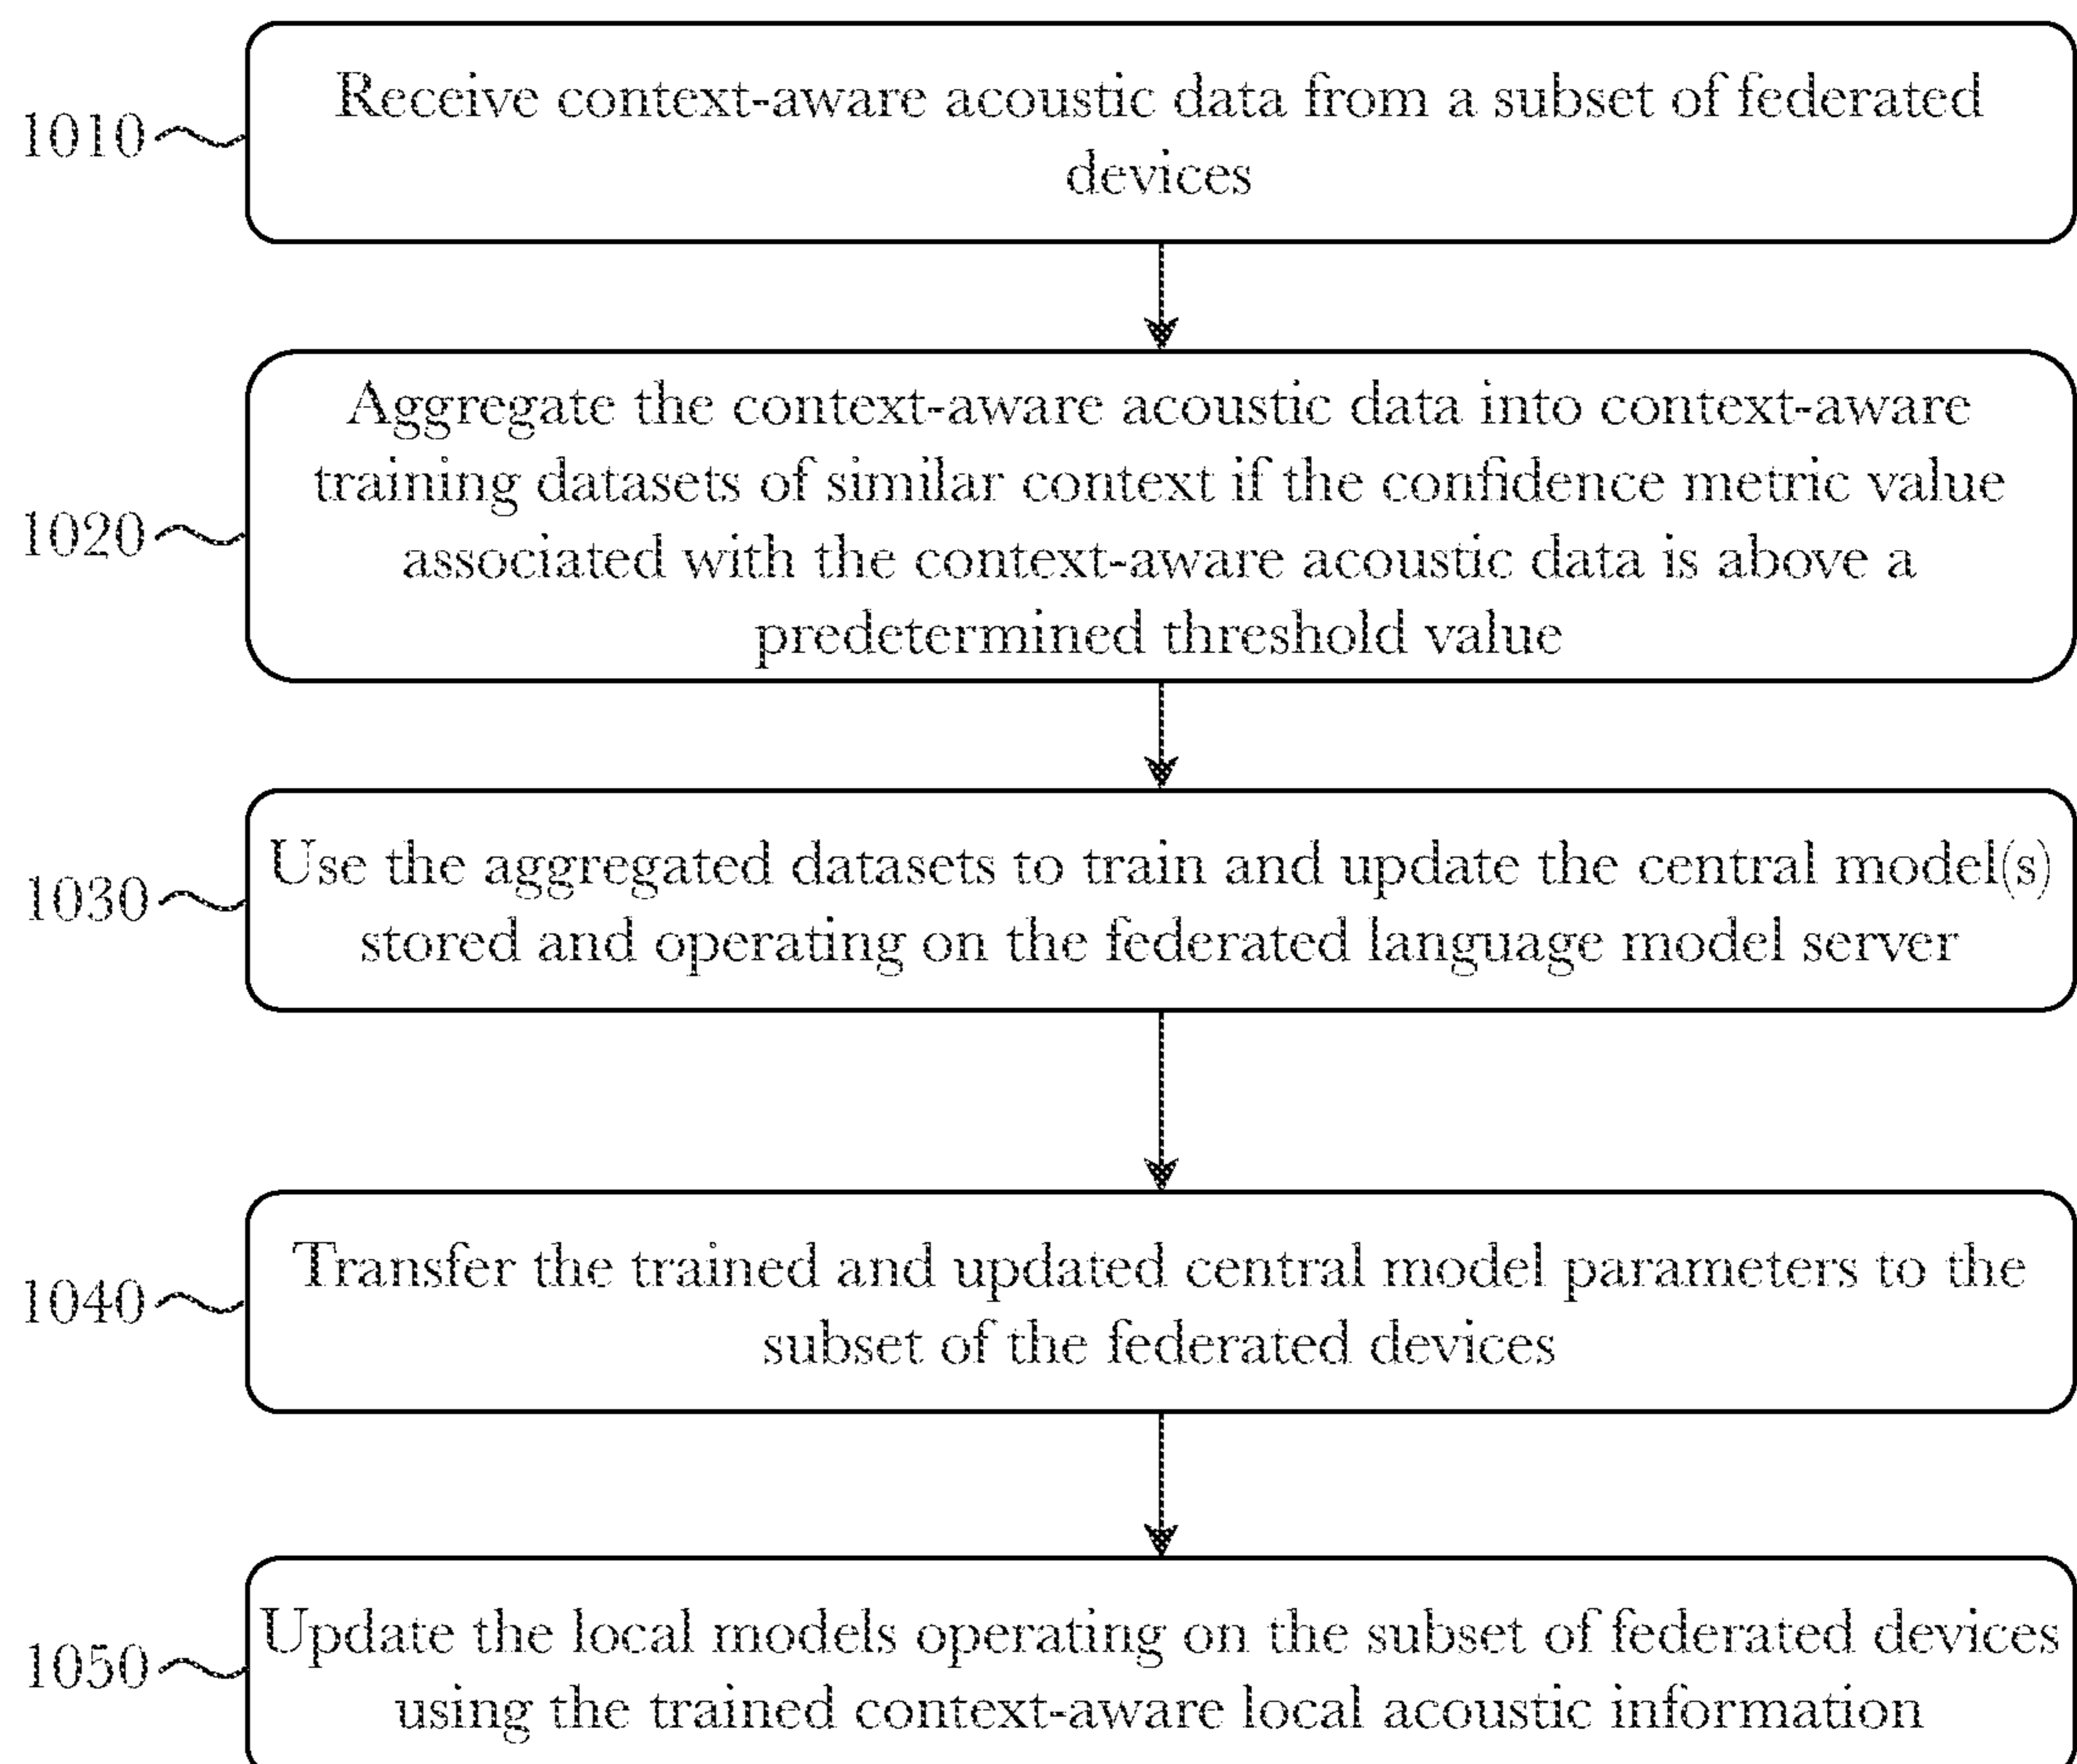 1010
Receive context-aware acoustic data from a subset of federated
devices
1020
Aggregate the context-aware acoustic data into context-aware
training datasets of similar context if the confidence metric value
associated with the context-aware acoustic data is above a
predetermined threshold value
1030
Use the aggregated datasets to train and update the central model(s)
stored and operating on the federated language model server
1040
Transfer the trained and updated central model parameters to the
subset of the federated devices
1050
Update the local models operating on the subset of federated devices
using the trained context-aware local acoustic information